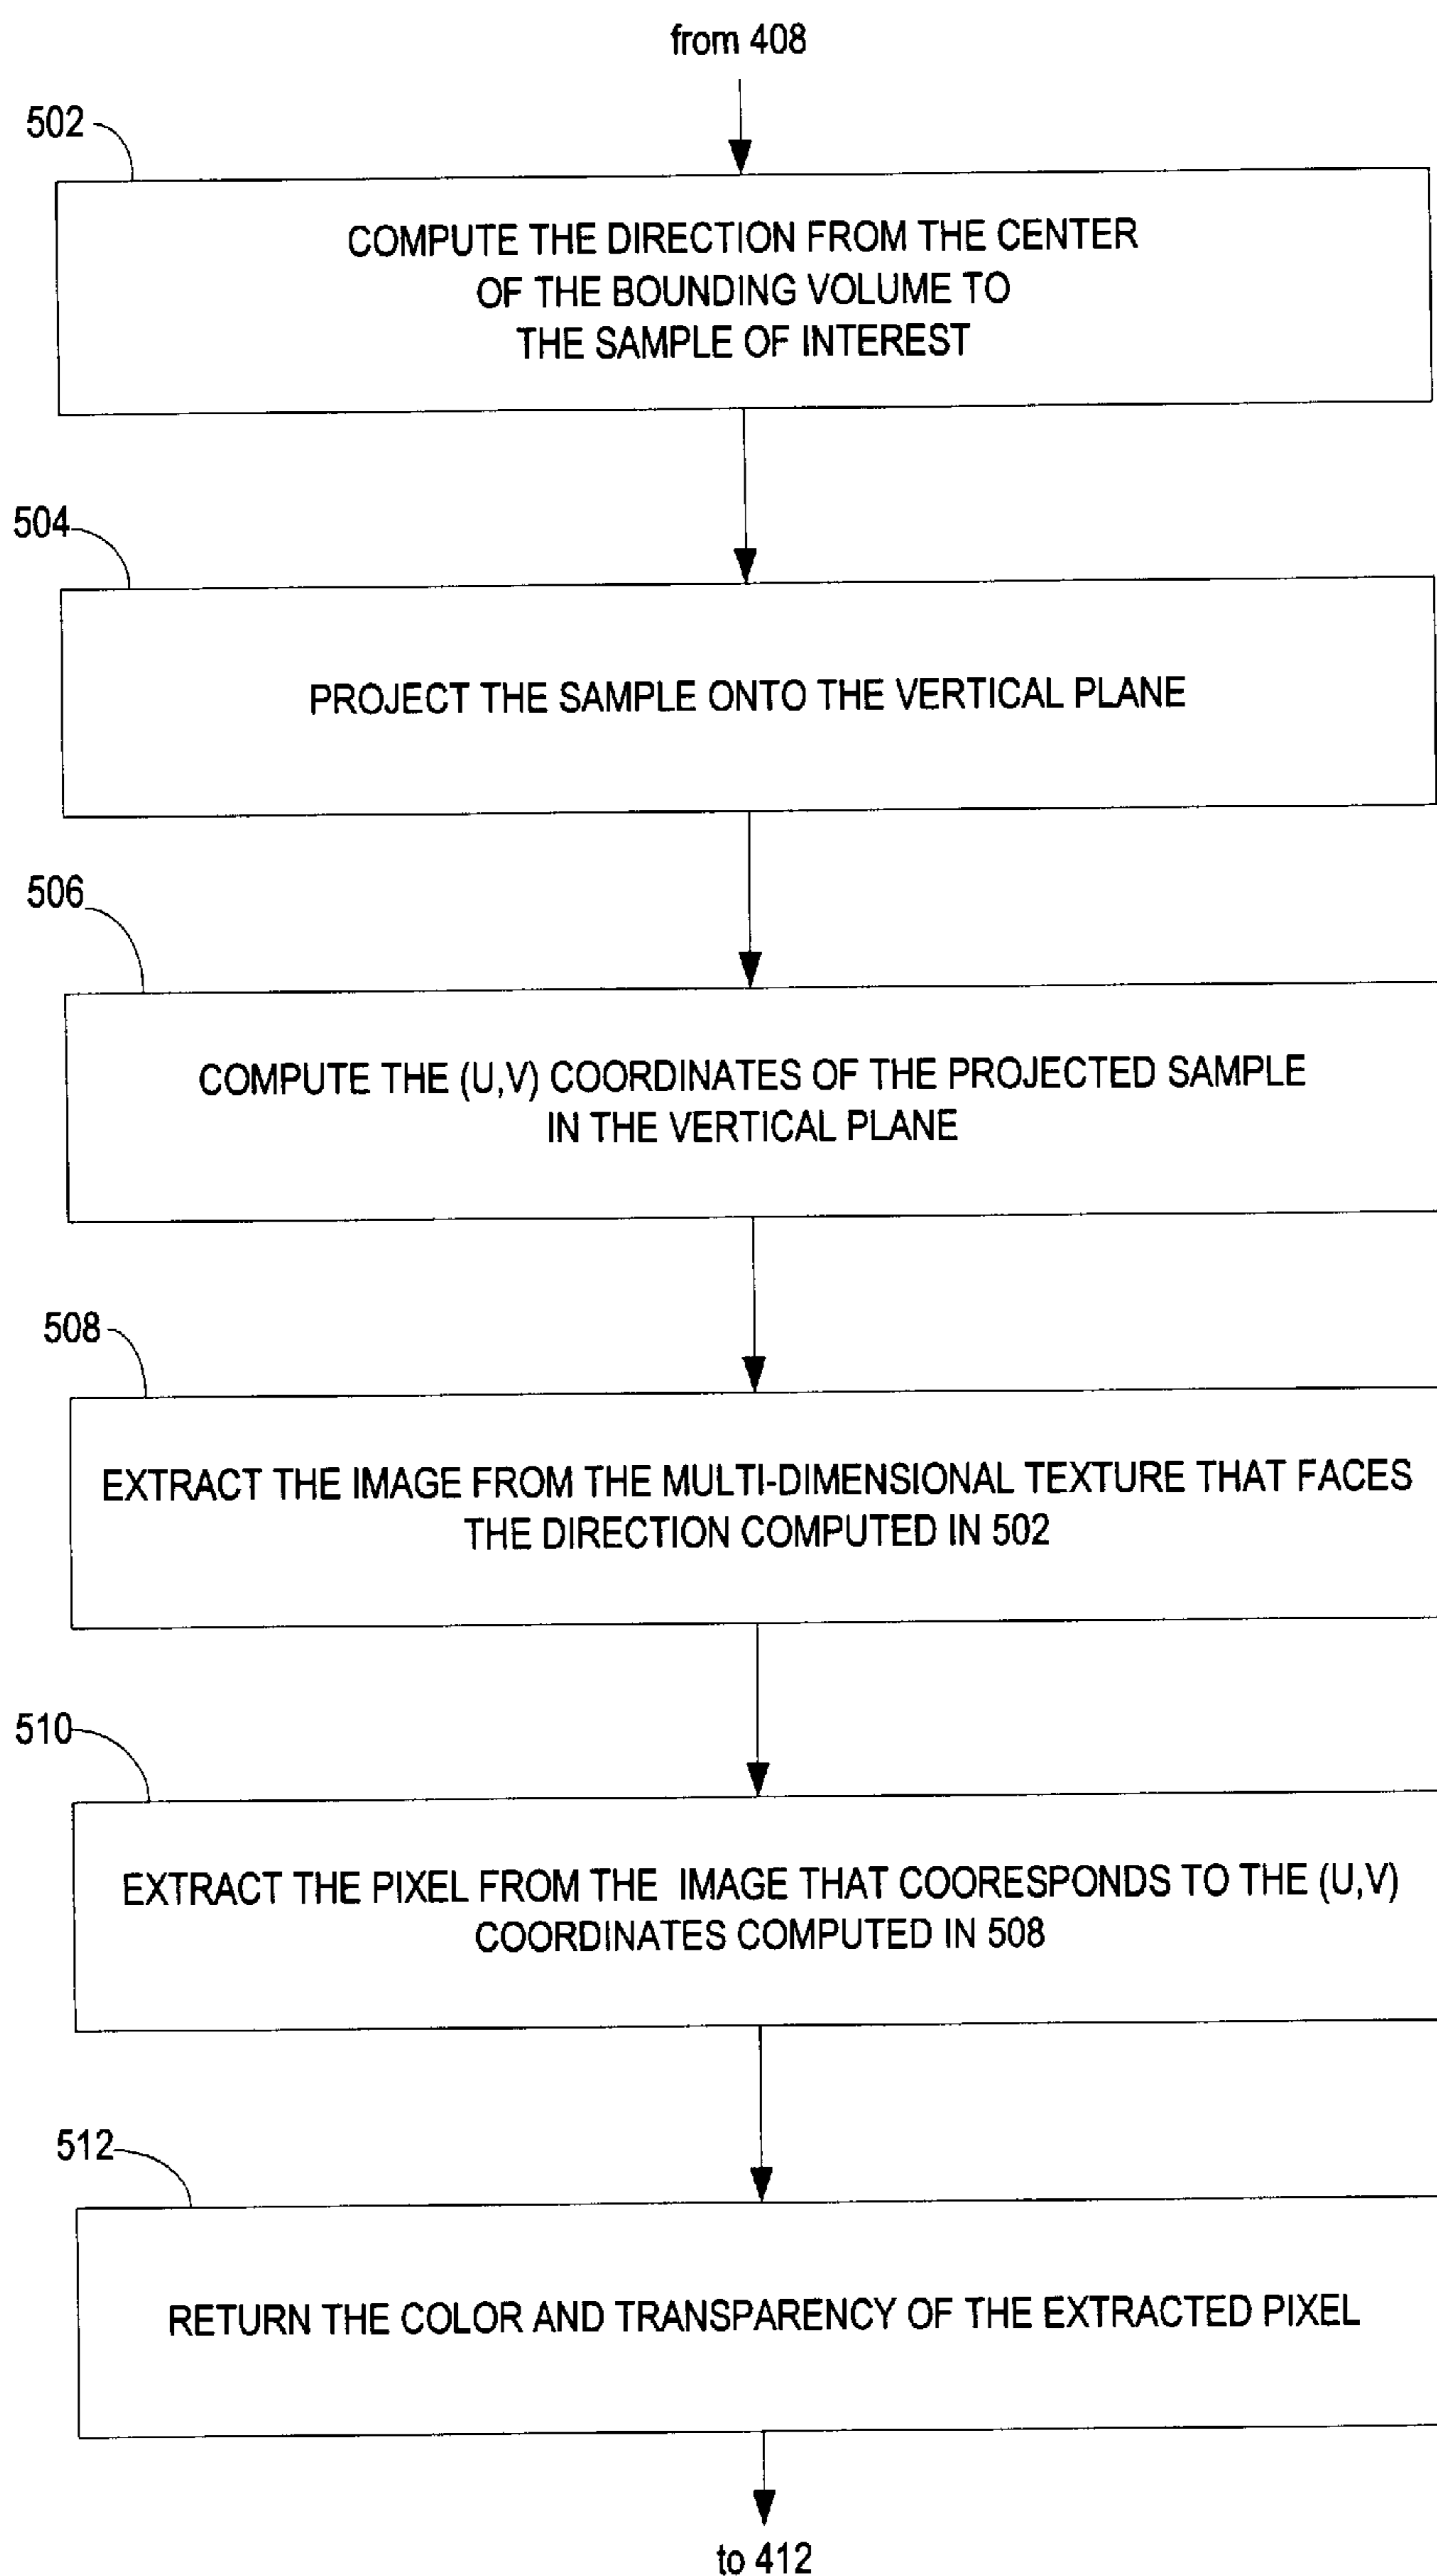 from 408
502
COMPUTE THE DIRECTION FROM THE CENTER
OF THE BOUNDING VOLUME TO
THE SAMPLE OF INTEREST
504
PROJECT THE SAMPLE ONTO THE VERTICAL PLANE
506
COMPUTE THE (U,V) COORDINATES OF THE PROJECTED SAMPLE
IN THE VERTICAL PLANE
508
EXTRACT THE IMAGE FROM THE MULTI-DIMENSIONAL TEXTURE THAT FACES
THE DIRECTION COMPUTED IN 502
510
EXTRACT THE PIXEL FROM THE IMAGE THAT COORESPONDS TO THE (U,V)
COORDINATES COMPUTED IN 508
512
RETURN THE COLOR AND TRANSPARENCY OF THE EXTRACTED PIXEL
to 412